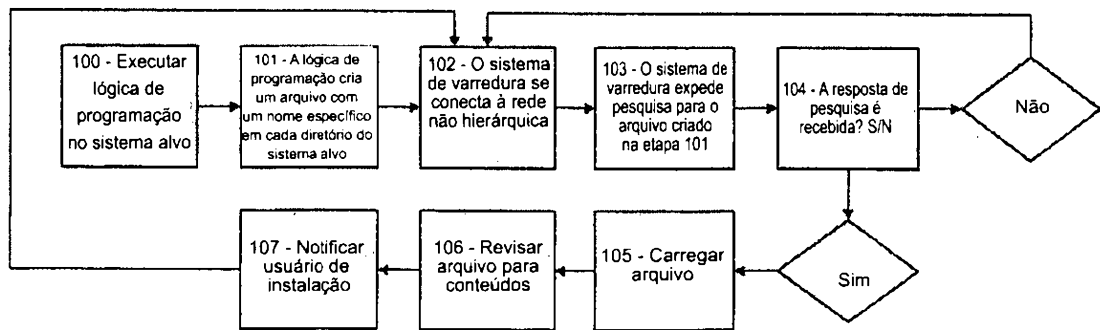 100 - Executar
lógica de
programação
no sistema alvo
101 - A lógica de
programação cria
um arquivo com
um nome específico
em cada diretório do
sistema alvo
102 - O sistema
de varredura se
conecta à rede
não hierárquica
103 - O sistema de
varredura expede
pesquisa para o
arquivo criado
na etapa 101
104 - A resposta
de pesquisa é
recebida? S/N
Não
107 - Notificar
usuário de
instalação
106 - Revisar
arquivo para
conteúdos
105 - Carregar
arquivo
Sim